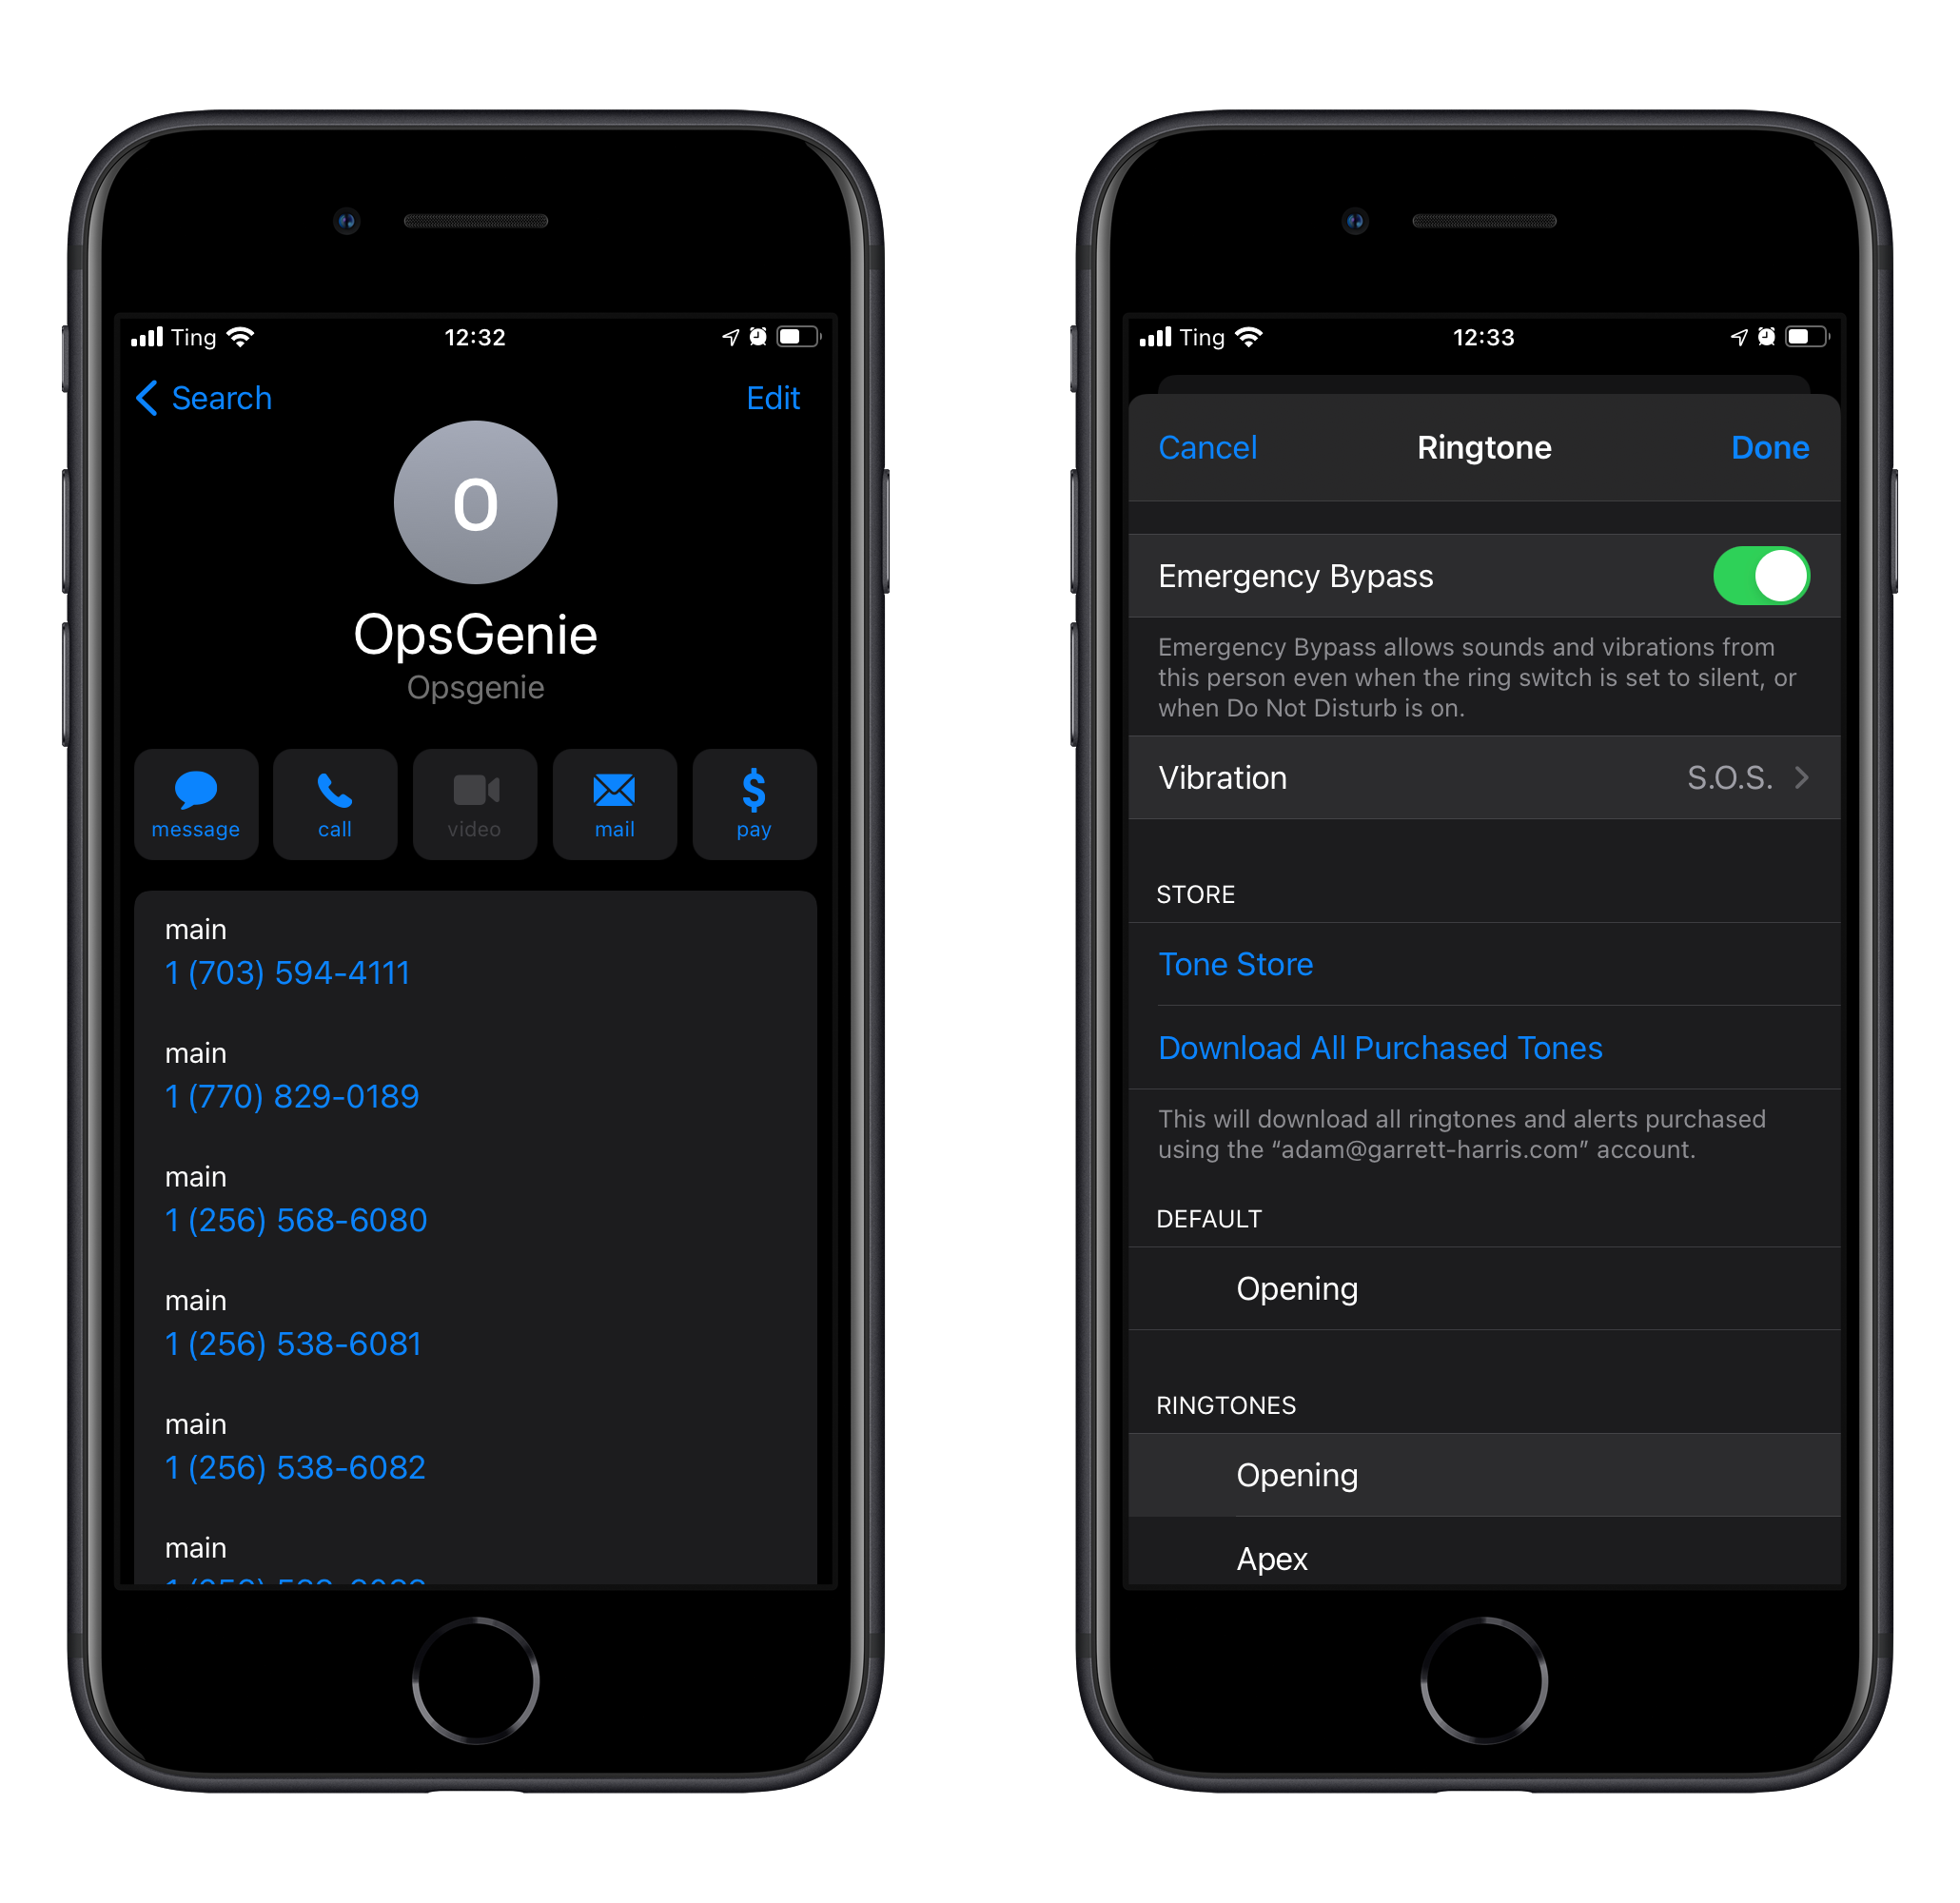 Ting
12:32
Search
Edit
O
OpsGenie
Opsgenie
message
call
video
mail
pay
main
1 (703) 594-4111
main
1 (770) 829-0189
main
1 (256) 568-6080
main
1 (256) 538-6081
main
1 (256) 538-6082
main
Ting
12:33
Cancel
Ringtone
Done
Emergency Bypass
Emergency Bypass allows sounds and vibrations from
this person even when the ring switch is set to silent, or
when Do Not Disturb is on.
Vibration
S.O.S.
STORE
Tone Store
Download All Purchased Tones
This will download all ringtones and alerts purchased
using the “adam@garrett-harris.com” account.
DEFAULT
Opening
RINGTONES
Opening
Apex